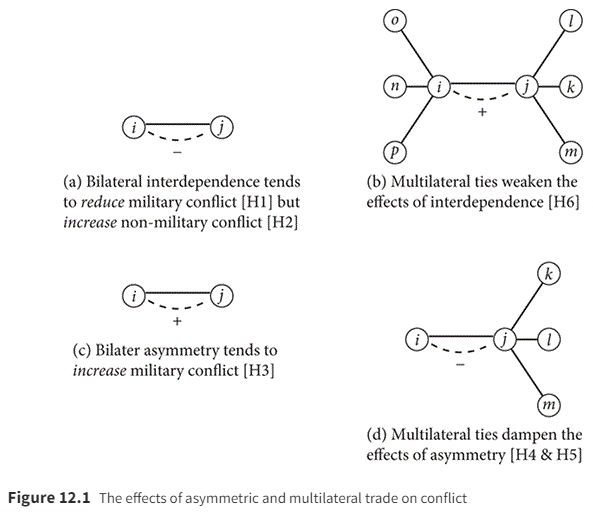 o
l
n
i
j
k
+
p
m
i
j
–
(a) Bilateral interdependence tends
to reduce military conflict [H1] but
increase non-military conflict [H2]
(b) Multilateral ties weaken the
effects of interdependence [H6]
i
j
+
(c) Bilater asymmetry tends to
increase military conflict [H3]
k
i
j
l
–
m
(d) Multilateral ties dampen the
effects of asymmetry [H4 & H5]
Figure 12.1 The effects of asymmetric and multilateral trade on conflict